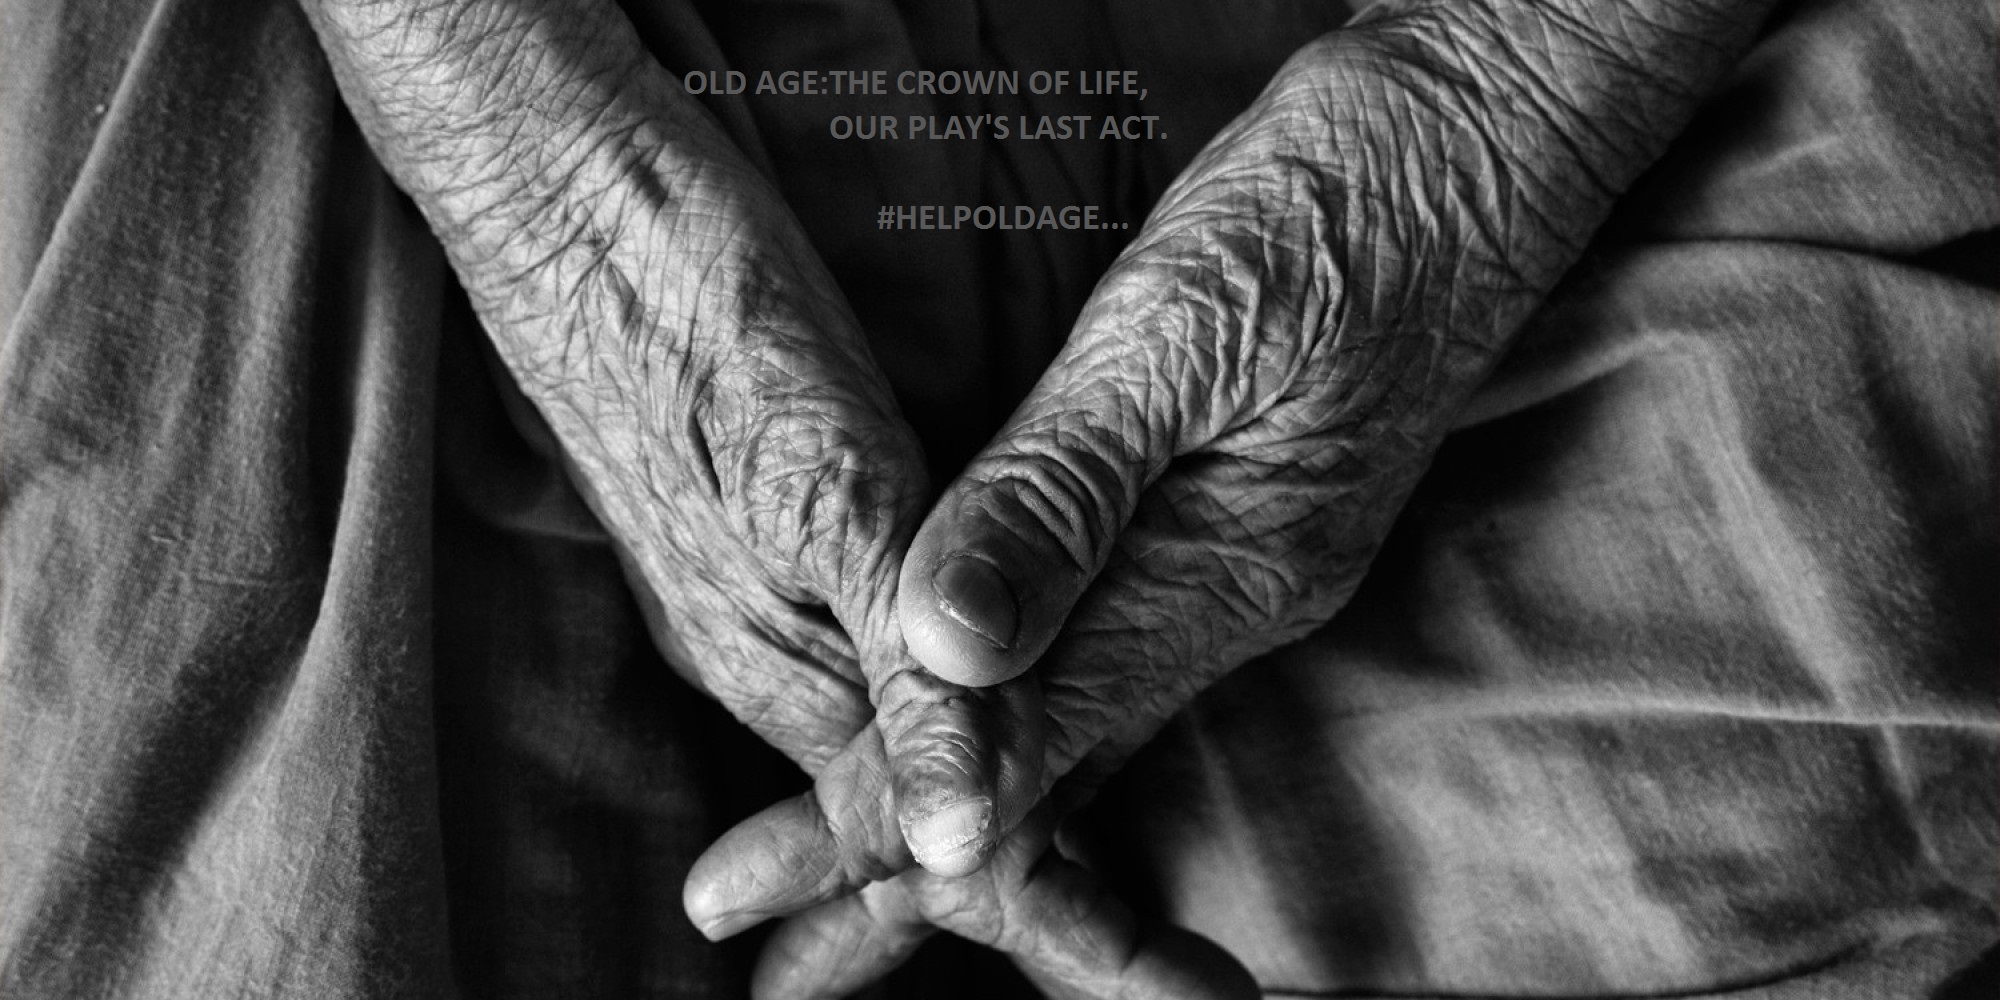 OLD AGE:THE CROWN OF LIFE,
OUR PLAY'S LAST ACT.
#HELPOLDAGE...